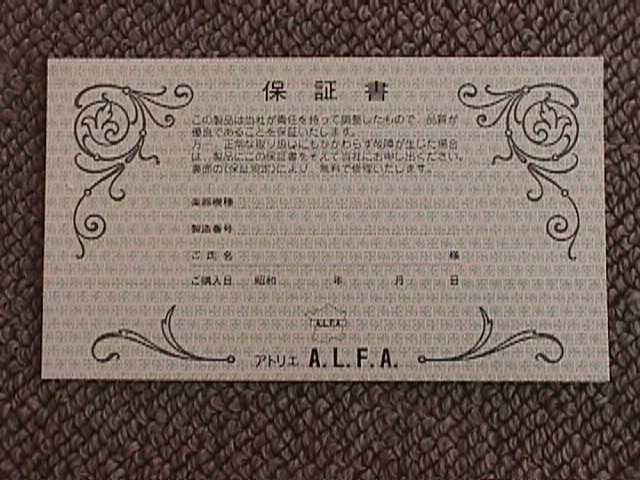 保証書
この製品は当社が責任を持って調整したもので、品質が
優良であることを保証いたします。
万一、正常な取り扱いにもかかわらず故障が生じた場合
は、製品にこの保証書をそえて当社にお申し出ください。
裏面の(保証規定)により、無料で修理いたします。
楽器機種
製造番号
ご氏名 様
ご購入日 昭和 年 月 日
A.L.F.A.
アトリエ A.L.F.A.